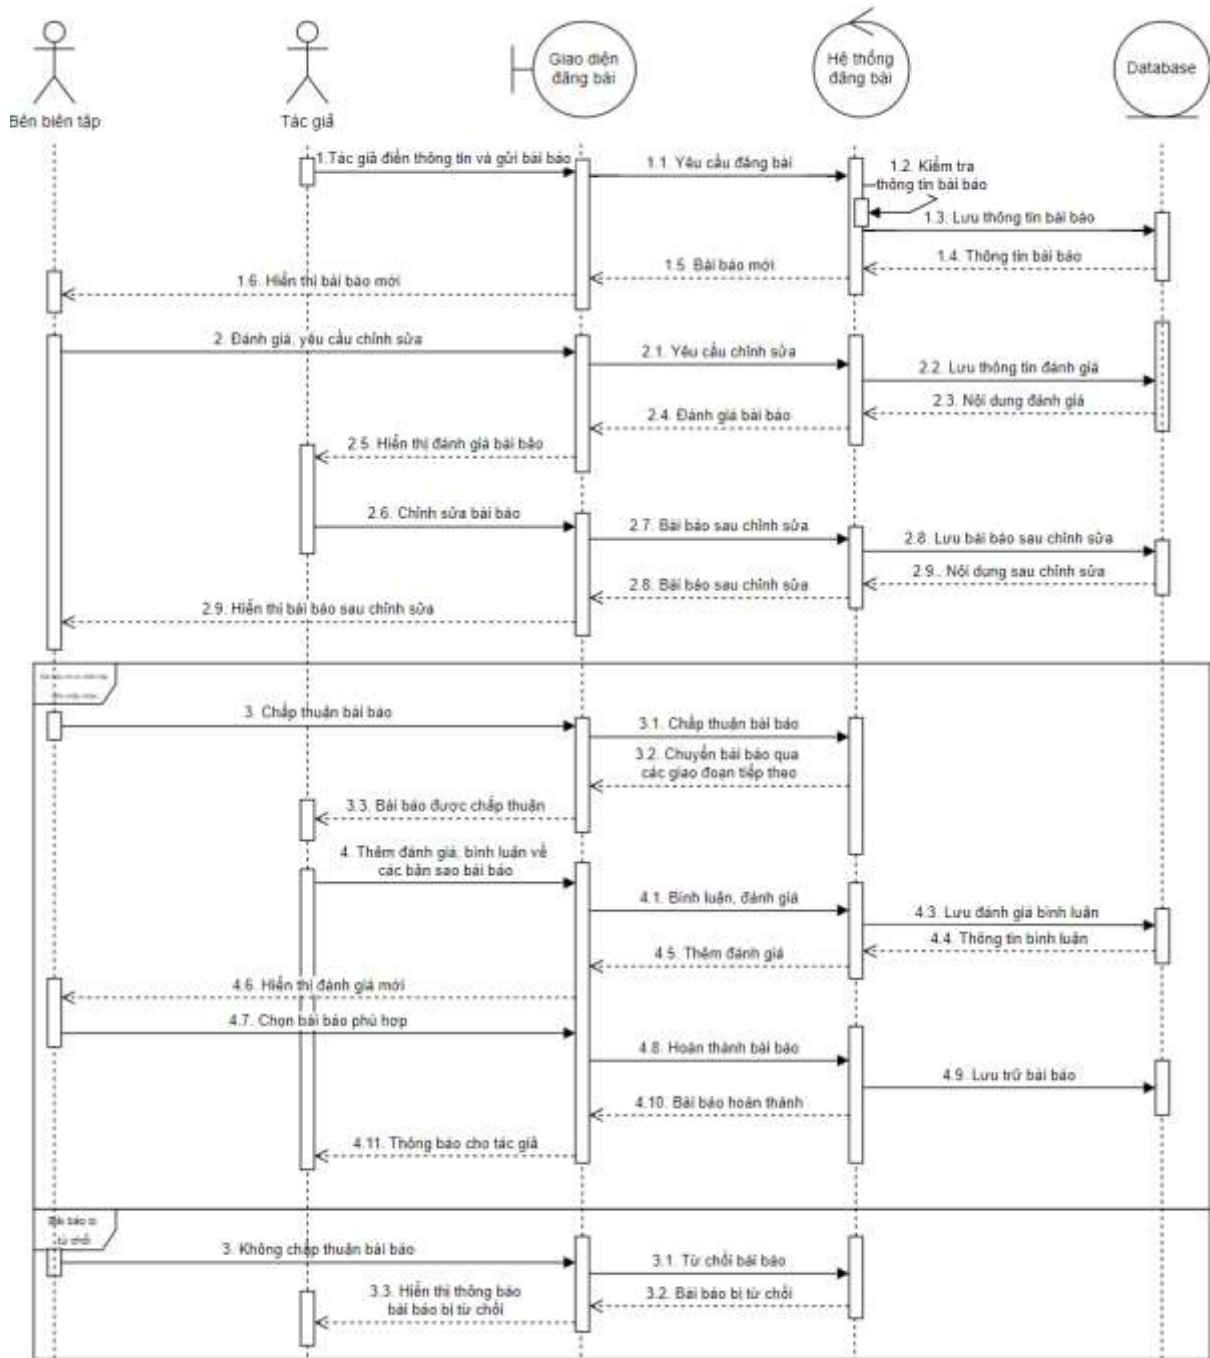 Bên biên tập
Tác giả
Giao diện
đăng bài
Hệ thống
đăng bài
Database
1.Tác giả điền thông tin và gửi bài báo
1.1. Yêu cầu đăng bài
1.2. Kiểm tra
thông tin bài báo
1.3. Lưu thông tin bài báo
1.4. Thông tin bài báo
1.5. Bài báo mới
1.6. Hiển thị bài báo mới
2. Đánh giá, yêu cầu chỉnh sửa
2.1. Yêu cầu chỉnh sửa
2.2. Lưu thông tin đánh giá
2.3. Nội dung đánh giá
2.4. Đánh giá bài báo
2.5. Hiển thị đánh giá bài báo
2.6. Chỉnh sửa bài báo
2.7. Bài báo sau chỉnh sửa
2.8. Lưu bài báo sau chỉnh sửa
2.9.. Nội dung sau chỉnh sửa
2.8. Bài báo sau chỉnh sửa
2.9. Hiển thị bài báo sau chỉnh sửa
3. Chấp thuận bài báo
3.1. Chấp thuận bài báo
3.2. Chuyển bài báo qua
các giao đoạn tiếp theo
3.3. Bài báo được chấp thuận
4. Thêm đánh giá, bình luận về
các bản sao bài báo
4.1. Bình luận, đánh giá
4.3. Lưu đánh giá bình luận
4.4. Thông tin bình luận
4.5. Thêm đánh giá
4.6. Hiển thị đánh giá mới
4.7. Chọn bài báo phù hợp
4.8. Hoàn thành bài báo
4.9. Lưu trữ bài báo
4.10. Bài báo hoàn thành
4.11. Thông báo cho tác giả
Bài báo bị
từ chối
3. Không chấp thuận bài báo
3.1. Từ chối bài báo
3.2. Bài báo bị từ chối
3.3. Hiển thị thông báo
bài báo bị từ chối